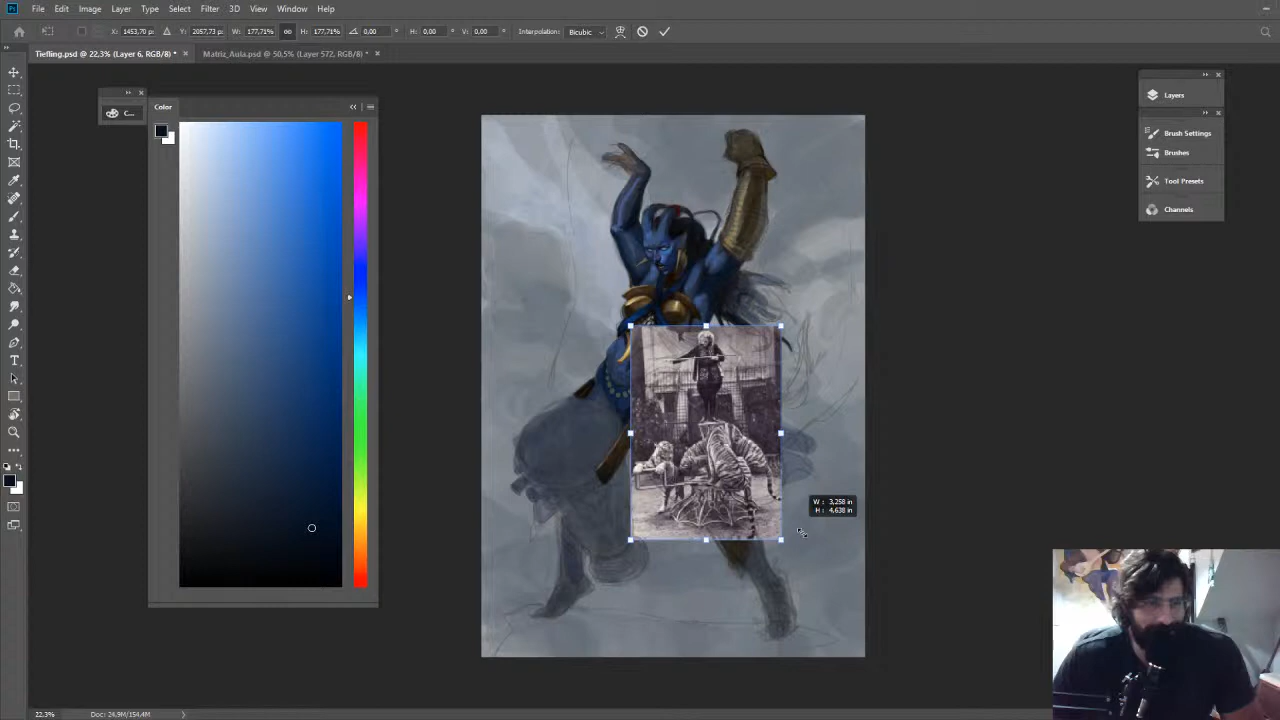 Ps File Edit Image Layer Type Select Filter 3D View Window Help
X: 1453,70 p: Y: 2057,73 p: W: 177,71% H: 177,71% 0,00 ° H: 0,00 ° V: 0,00 ° Interpolation: Bicubic
Tiefling.psd @ 22,3% (Layer 6, RGB/8) * × Matriz_Aula.psd @ 50,5% (Layer 572, RGB/8) * ×
C...
Color
Layers
Brush Settings
Brushes
Tool Presets
Channels
W : 3,258 in
H : 4,638 in
22,3% Doc: 24,9M/154,4M